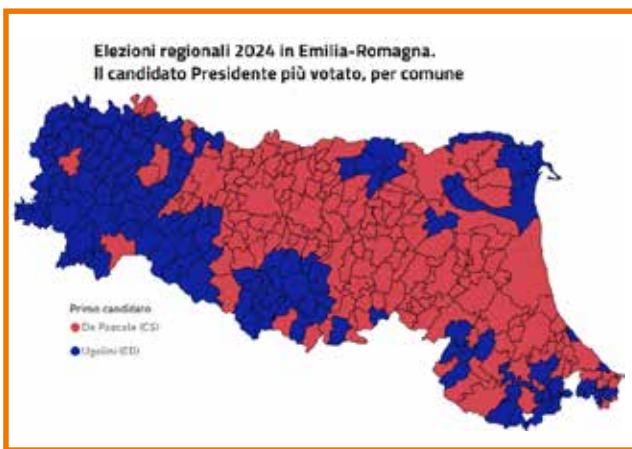 Elezioni regionali 2024 in Emilia-Romagna.
Il candidato Presidente più votato, per comune
Primo candidato
De Pascale (CS)
Ugolini (CD)